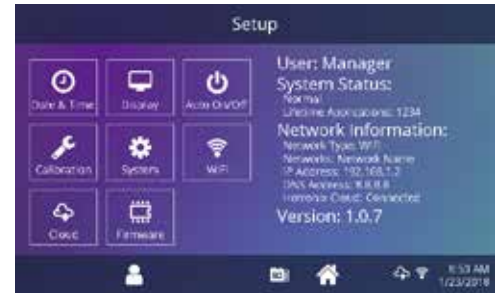 Setup
Date & Time
Display
Auto On/Off
Calibration
System
WiFi
Cloud
Firmware
User: Manager
System Status:
Normal
Lifetime Applications: 1234
Network Information:
Network Type: WiFi
Networks: Network Name
IP Address: 192.168.1.2
DNS Address: 8.8.8.8
Cloud: Connected
Version: 1.0.7
8:53 AM
1/23/2018